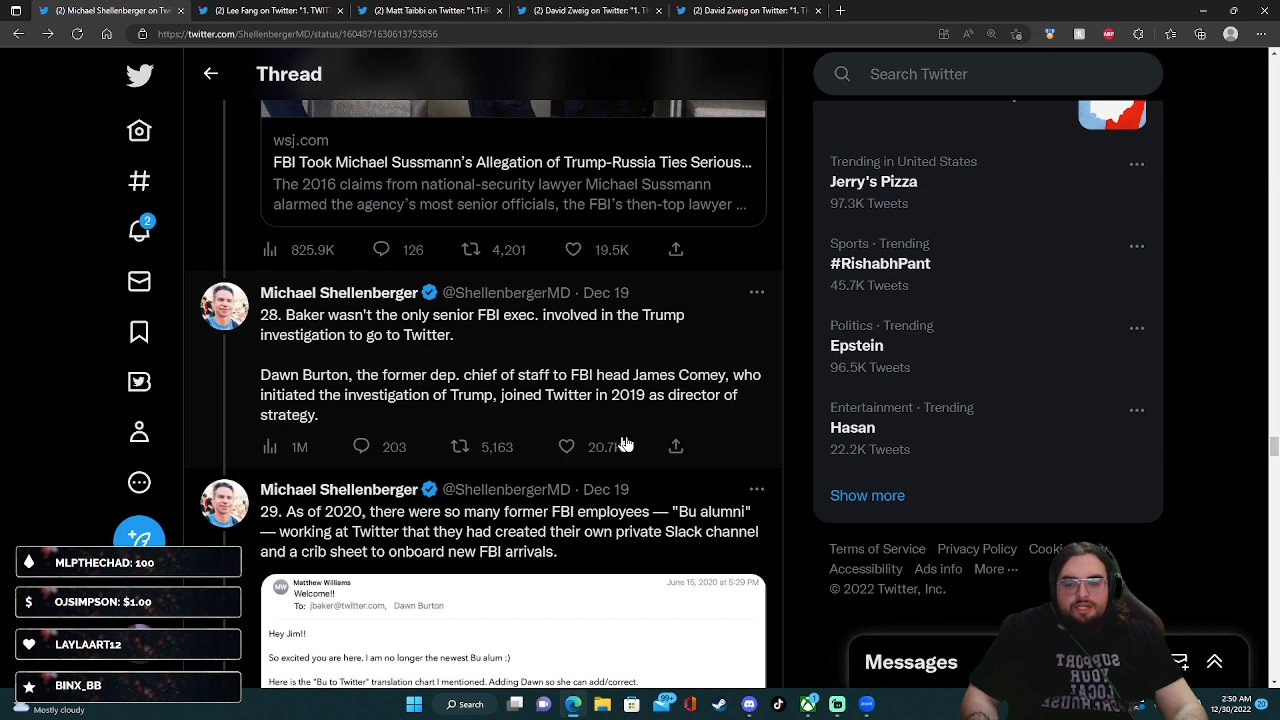 Michael Shellenberger on Twitt
(2) Lee Fang on Twitter: "1. TWITT
(2) Matt Taibbi on Twitter: "1.THR
(2) David Zweig on Twitter: "1. TH
(2) David Zweig on Twitter: "1. TH
https://twitter.com/ShellenbergerMD/status/1604871630613753856
Thread
Search Twitter
wsj.com
FBI Took Michael Sussmann's Allegation of Trump-Russia Ties Serious...
The 2016 claims from national-security lawyer Michael Sussmann
alarmed the agency's most senior officials, the FBI's then-top lawyer ...
825.9K 126 4,201 19.5K
Michael Shellenberger @ShellenbergerMD · Dec 19
28. Baker wasn't the only senior FBI exec. involved in the Trump
investigation to go to Twitter.
Dawn Burton, the former dep. chief of staff to FBI head James Comey, who
initiated the investigation of Trump, joined Twitter in 2019 as director of
strategy.
1M 203 5,163 20.7K
Michael Shellenberger @ShellenbergerMD · Dec 19
29. As of 2020, there were so many former FBI employees — "Bu alumni"
— working at Twitter that they had created their own private Slack channel
and a crib sheet to onboard new FBI arrivals.
MW
Matthew Williams
June 15, 2020 at 5:29 PM
Welcome!!
To: jbaker@twitter.com, Dawn Burton
Hey Jim!!
So excited you are here. I am no longer the newest Bu alum :)
Here is the "Bu to Twitter" translation chart I mentioned. Adding Dawn so she can add/correct.
Trending in United States
Jerry's Pizza
97.3K Tweets
Sports · Trending
#RishabhPant
45.7K Tweets
Politics · Trending
Epstein
96.5K Tweets
Entertainment · Trending
Hasan
22.2K Tweets
Show more
Terms of Service Privacy Policy
Accessibility Ads info More ···
© 2022 Twitter, Inc.
Messages
2
MLPTHECHAD: 100
OJSIMPSON: $1.00
LAYLAART12
BINX_BB
SUPPORT
YOUR
LOCAL
Mostly cloudy
Search
99+
1
zoom
2:50 AM
12/30/2022
20